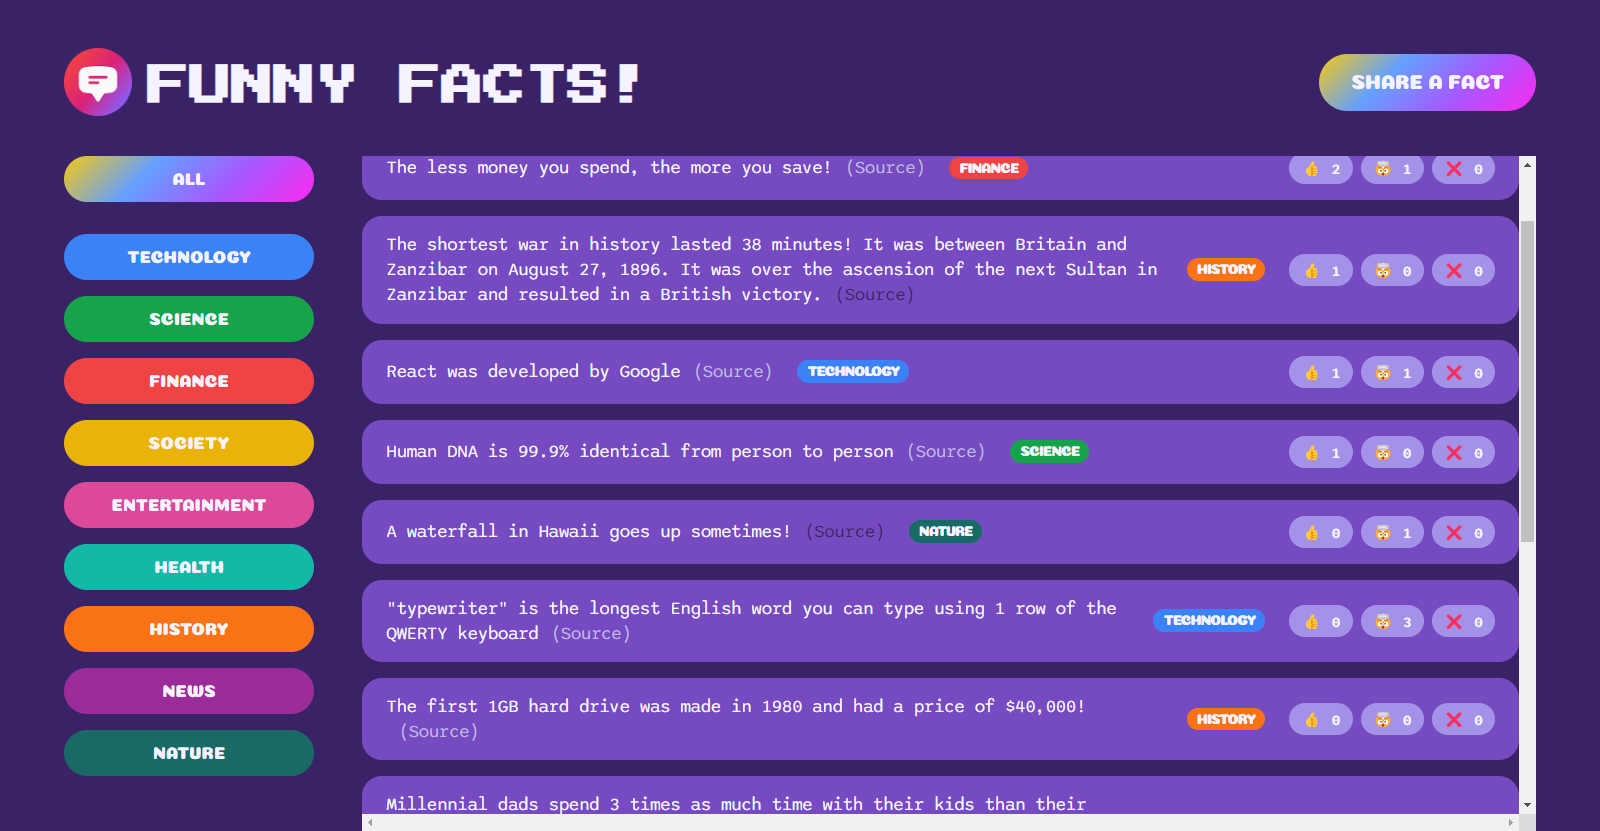 FUNNY FACTS!
SHARE A FACT
ALL
TECHNOLOGY
SCIENCE
FINANCE
SOCIETY
ENTERTAINMENT
HEALTH
HISTORY
NEWS
NATURE
The less money you spend, the more you save! (Source) FINANCE 2 1 0
The shortest war in history lasted 38 minutes! It was between Britain and
Zanzibar on August 27, 1896. It was over the ascension of the next Sultan in
Zanzibar and resulted in a British victory. (Source)
HISTORY 1 0 0
React was developed by Google (Source) TECHNOLOGY 1 1 0
Human DNA is 99.9% identical from person to person (Source) SCIENCE 1 0 0
A waterfall in Hawaii goes up sometimes! (Source) NATURE 0 1 0
"typewriter" is the longest English word you can type using 1 row of the
QWERTY keyboard (Source)
TECHNOLOGY 0 3 0
The first 1GB hard drive was made in 1980 and had a price of $40,000!
(Source)
HISTORY 0 0 0
Millennial dads spend 3 times as much time with their kids than their